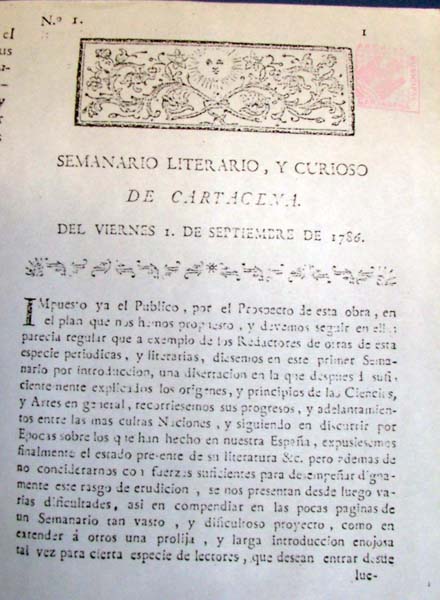 N.º 1.
1
el
us
y
SEMANARIO LITERARIO, Y CURIOSO
DE CARTAGENA.
DEL VIERNES 1. DE SEPTIEMBRE DE 1786.
IMpuesto ya el Publico, por el Prospecto de esta obra, en
el plan que nos hemos propuesto, y devemos seguir en ella:
parecia regular que a exemplo de los Redactores de otras de esta
especie periodicas, y literarias, diesemos en este primer Sema-
nario por introduccion, una disertacion en la que despues á sufi-
cientemente explicados los origenes, y principios de las Ciencias,
y Artes en general, recorriesemos sus progresos, y adelantamien-
tos entre las mas cultas Naciones, y siguiendo en discurrir por
Epocas sobre los que han hecho en nuestra España, expusiesemos
finalmente el estado presente de su literatura &c. pero ademas de
no considerarnos con fuerzas suficientes para desempeñar digna-
mente este rasgo de erudicion, se nos presentan desde luego va-
rias dificultades, asi en compendiar en las pocas paginas de
un Semanario tan vasto, y dificultoso proyecto, como en
extender á otros una prolija, y larga introduccion enojosa
tal vez para cierta especie de lectores, que desean entrar desde
lue-